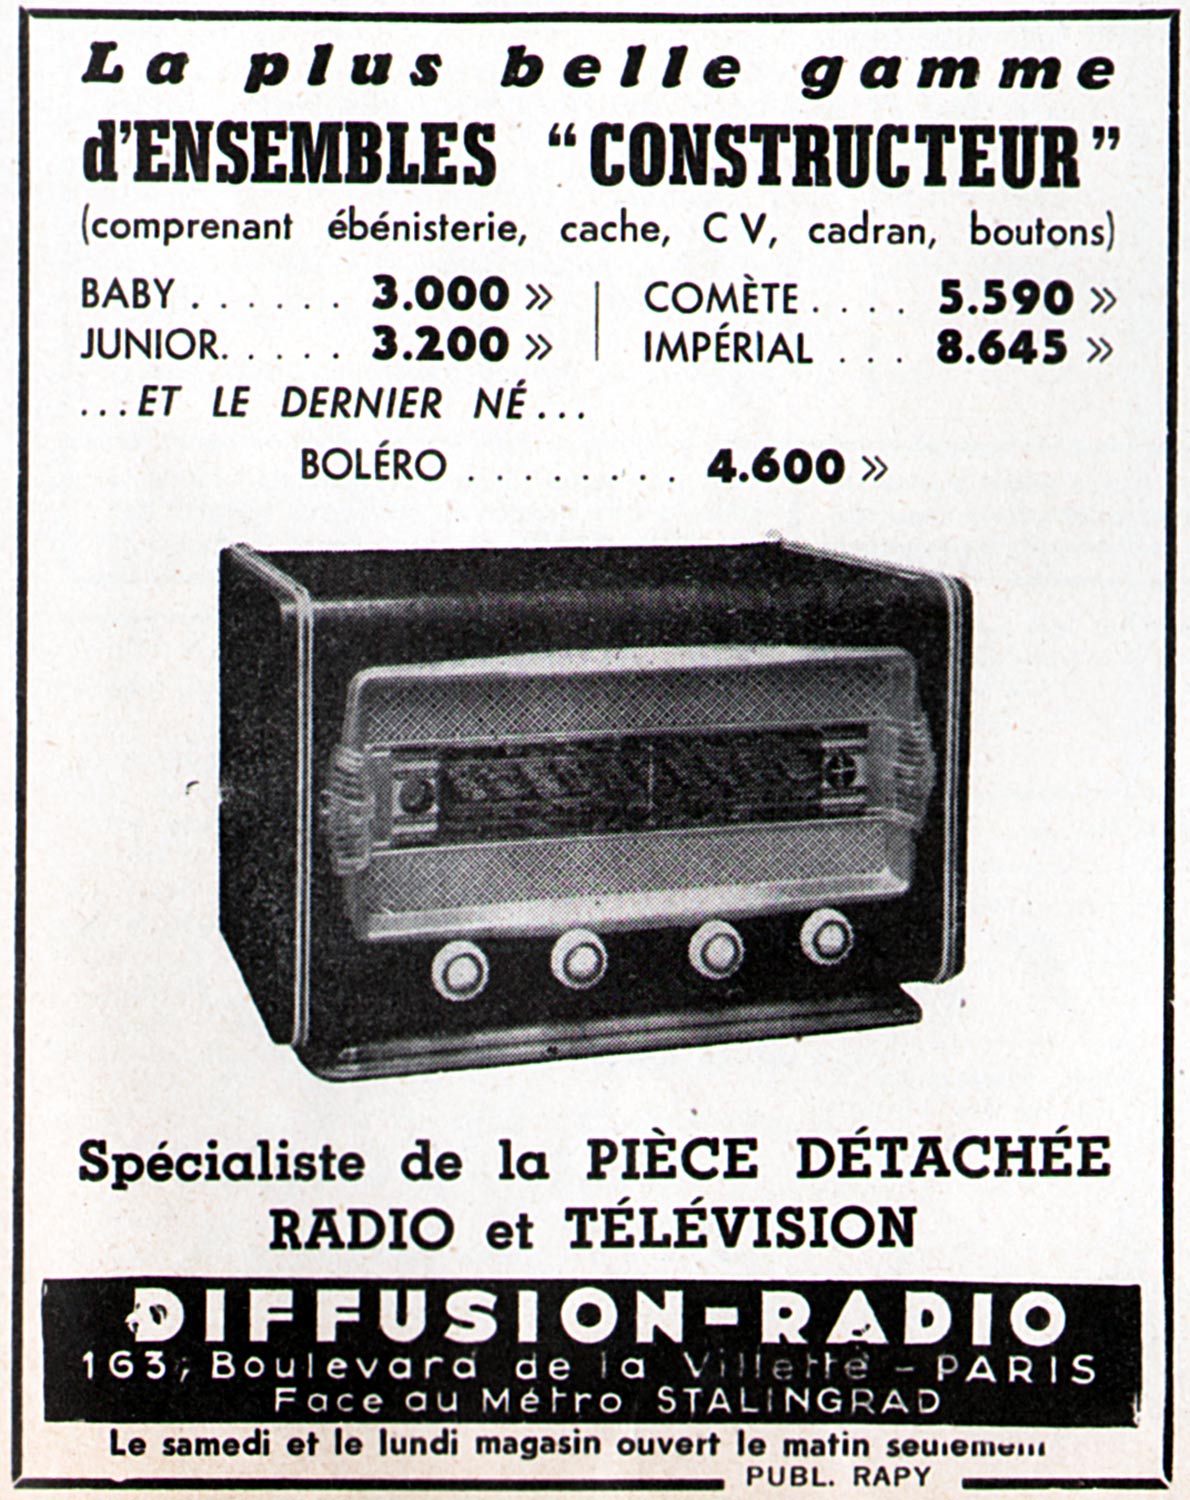 La plus belle gamme
d'ENSEMBLES “CONSTRUCTEUR”
(comprenant ébénisterie, cache, CV, cadran, boutons)
BABY . . . . . . 3.000 »
JUNIOR. . . . . . 3.200 »
COMÈTE . . . . 5.590 »
IMPÉRIAL . . . 8.645 »
...ET LE DERNIER NÉ...
BOLÉRO . . . . . . . . 4.600 »
Spécialiste de la PIÈCE DÉTACHÉE
RADIO et TÉLÉVISION
DIFFUSION-RADIO
163, Boulevard de la Villette – PARIS
Face au Métro STALINGRAD
Le samedi et le lundi magasin ouvert le matin seulement
PUBL. RAPY